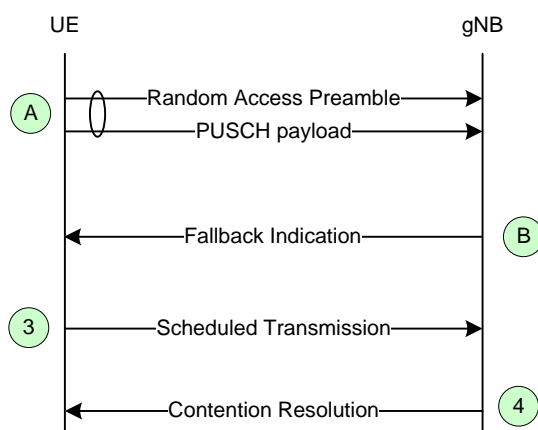 UE
gNB
A
Random Access Preamble
PUSCH payload
Fallback Indication
B
3
Scheduled Transmission
Contention Resolution
4